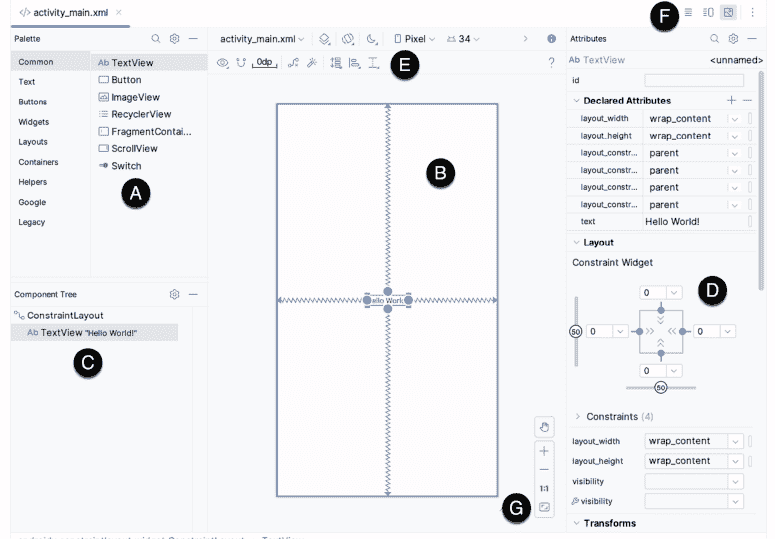 activity_main.xml
F
Palette
activity_main.xml
Pixel
34
Attributes
Common
Ab TextView
Ab TextView
<unnamed>
0dp
E
?
Text
Button
id
Buttons
ImageView
Declared Attributes
Widgets
RecyclerView
layout_width
wrap_content
Layouts
FragmentContai...
layout_height
wrap_content
Containers
ScrollView
layout_constr...
parent
Helpers
Switch
layout_constr...
parent
Google
A
B
layout_constr...
parent
Legacy
layout_constr...
parent
text
Hello World!
Layout
Constraint Widget
D
Component Tree
0
ConstraintLayout
50
0
0
Ab TextView "Hello World!"
C
0
50
Constraints (4)
layout_width
wrap_content
layout_height
wrap_content
1:1
visibility
G
visibility
Transforms